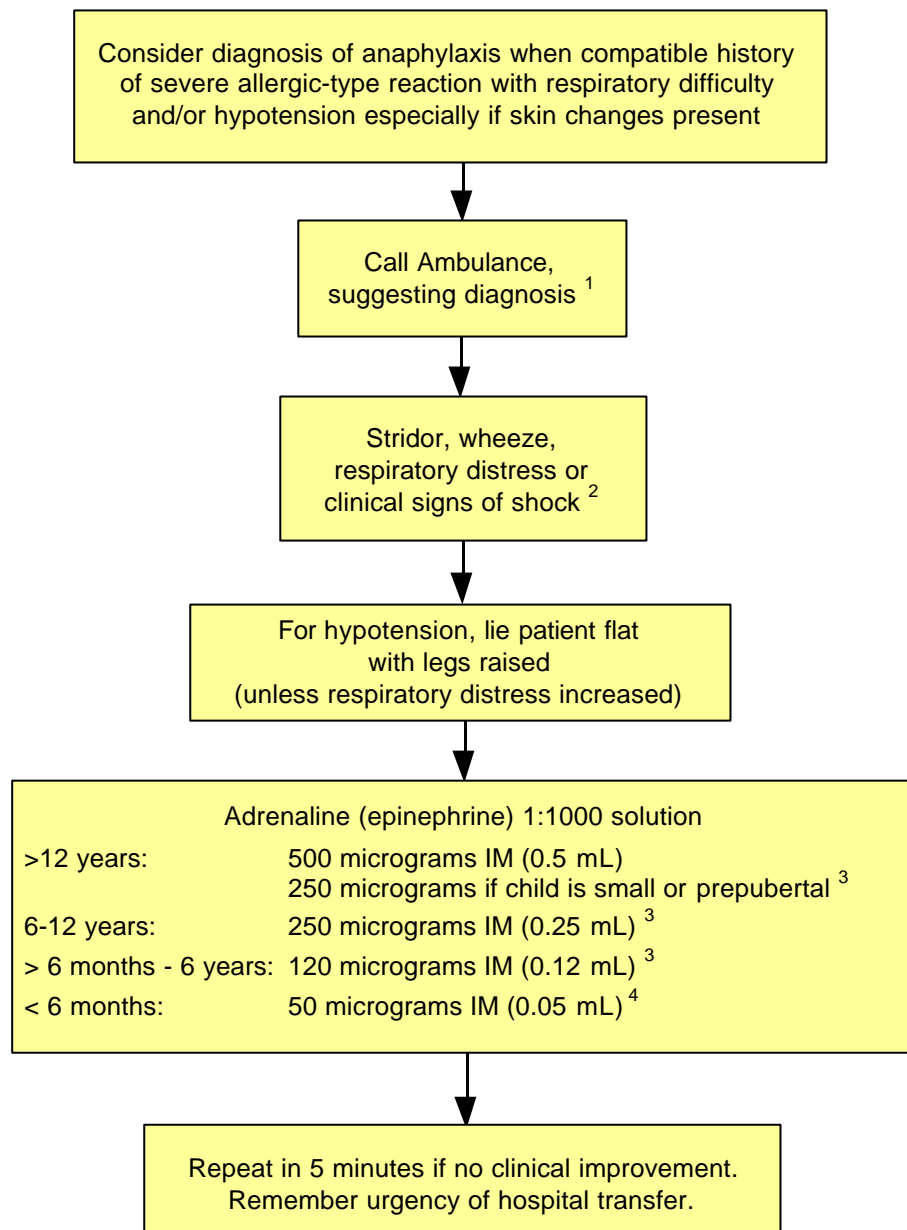 Consider diagnosis of anaphylaxis when compatible history
of severe allergic-type reaction with respiratory difficulty
and/or hypotension especially if skin changes present
Call Ambulance,
suggesting diagnosis 1
Stridor, wheeze,
respiratory distress or
clinical signs of shock 2
For hypotension, lie patient flat
with legs raised
(unless respiratory distress increased)
Adrenaline (epinephrine) 1:1000 solution
>12 years: 500 micrograms IM (0.5 mL)
250 micrograms if child is small or prepubertal 3
6-12 years: 250 micrograms IM (0.25 mL) 3
> 6 months - 6 years: 120 micrograms IM (0.12 mL) 3
< 6 months: 50 micrograms IM (0.05 mL) 4
Repeat in 5 minutes if no clinical improvement.
Remember urgency of hospital transfer.